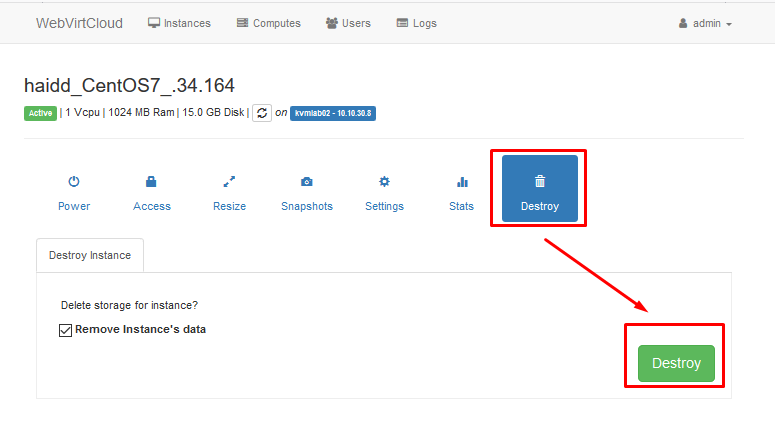 WebVirtCloud Instances Computes Users Logs admin
haidd_CentOS7_.34.164
Active | 1 Vcpu | 1024 MB Ram | 15.0 GB Disk | on kvmlab02 - 10.10.30.8
Power Access Resize Snapshots Settings Stats Destroy
Destroy Instance
Delete storage for instance?
Remove Instance's data
Destroy